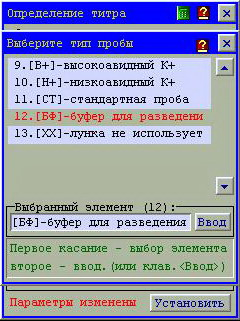 Определение титра
Выберите тип пробы
9.[В+]-высокоавидный К+
10.[Н+]-низкоавидный К+
11.[СТ]-стандартная проба
12.[БФ]-буфер для разведени
13.[ХХ]-лунка не использует
Выбранный элемент (12):
[БФ]-буфер для разведения Ввод
Первое касание - выбор элемента
второе - ввод.(или клав.<Ввод>)
Параметры изменены Установить